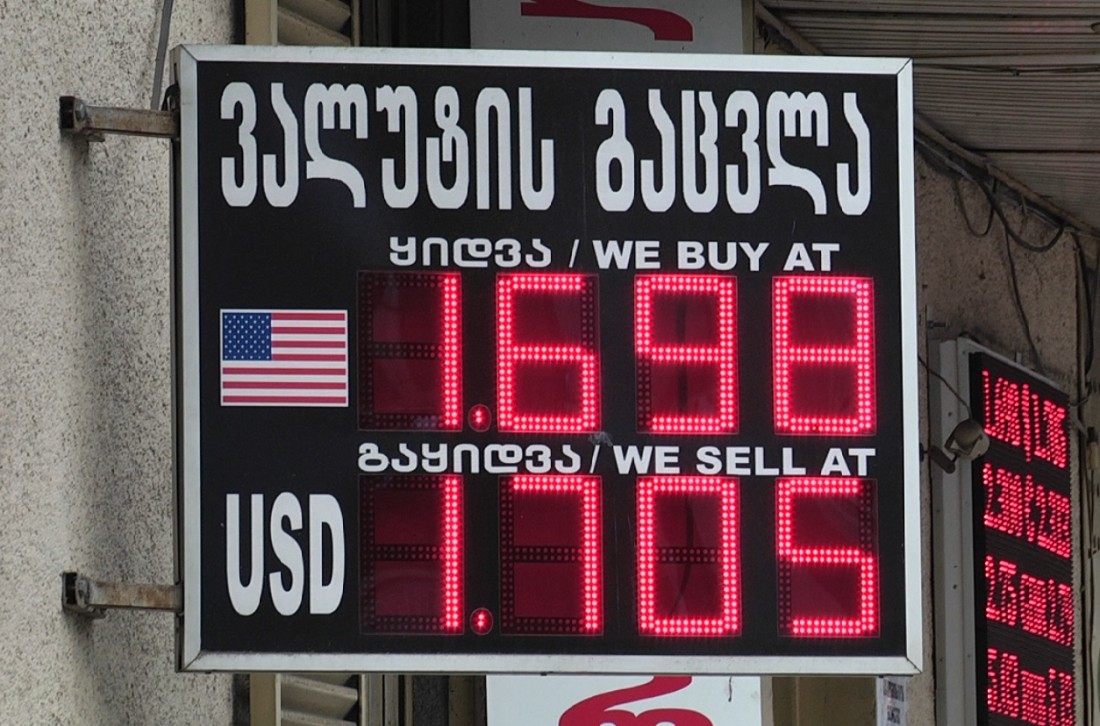 ვალუტის გაცვლა
ყიდვა / WE BUY AT
1.698
გაყიდვა / WE SELL AT
USD 1.705